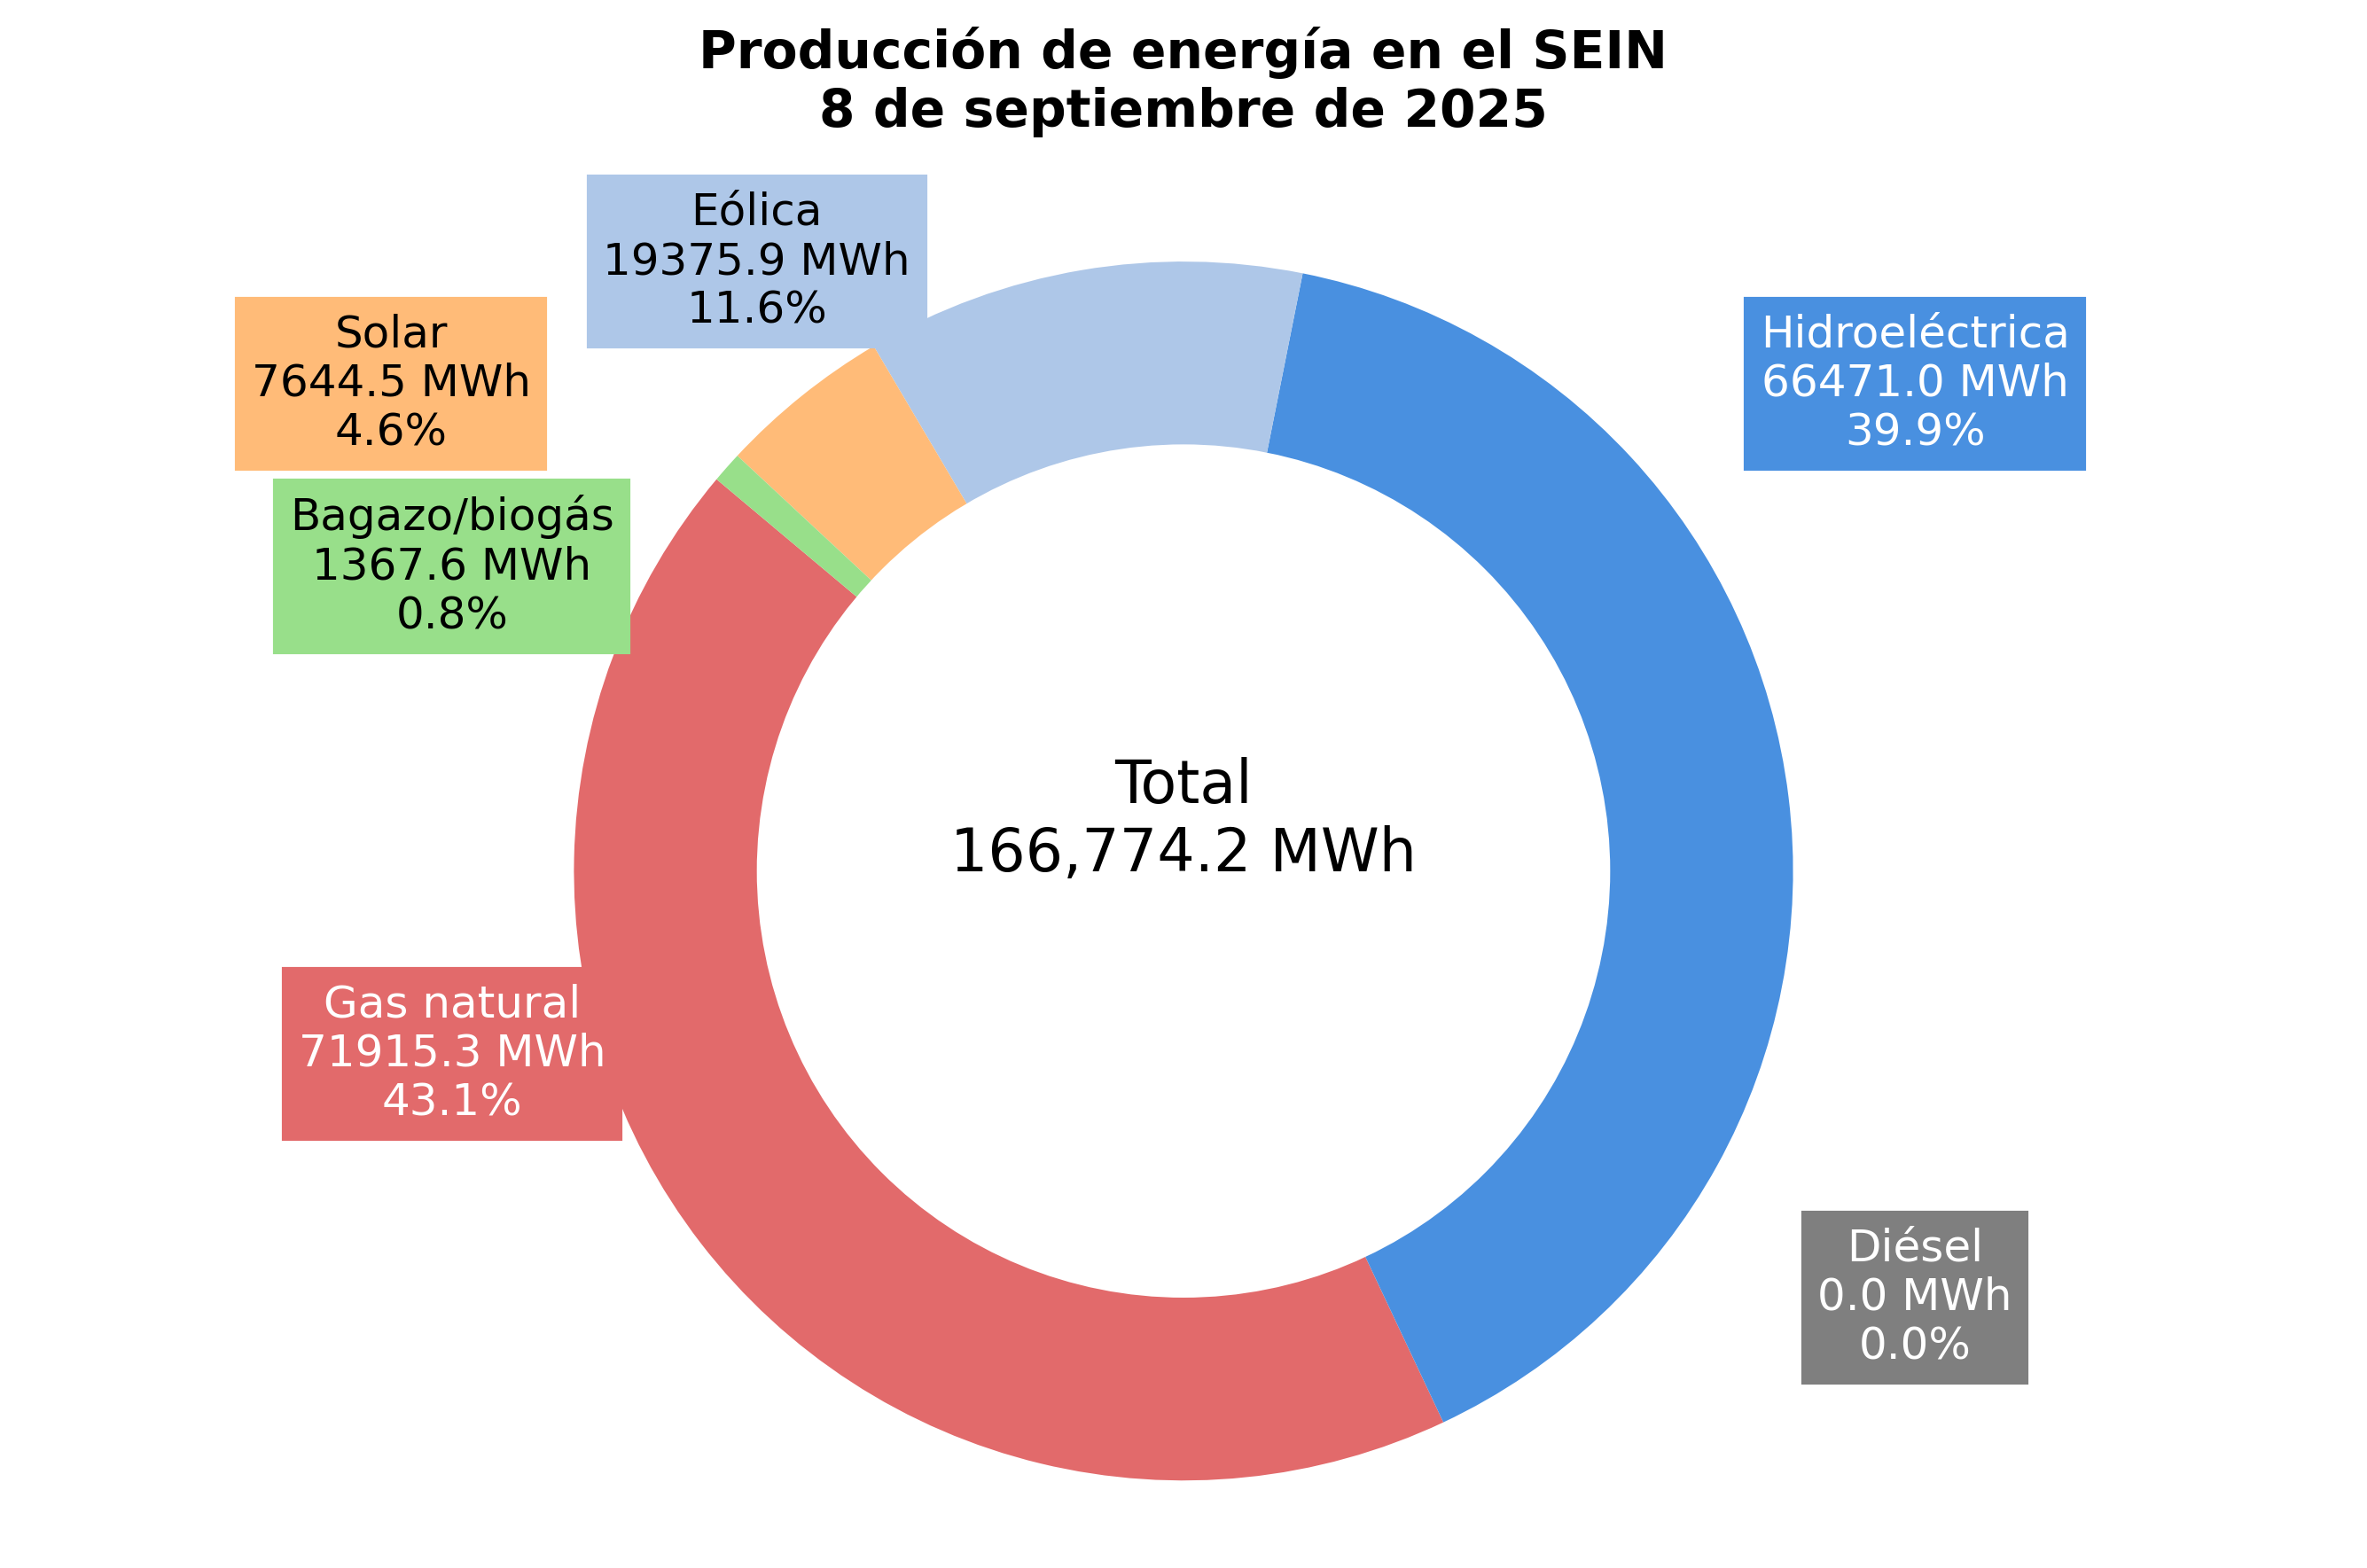 Producción de energía en el SEIN
8 de septiembre de 2025
Eólica
19375.9 MWh
11.6%
Solar
7644.5 MWh
4.6%
Hidroeléctrica
66471.0 MWh
39.9%
Bagazo/biogás
1367.6 MWh
0.8%
Total
166,774.2 MWh
Gas natural
71915.3 MWh
43.1%
Diésel
0.0 MWh
0.0%